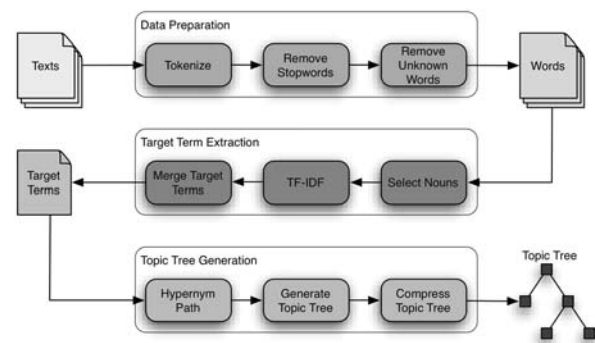 Data Preparation
Texts
Tokenize
Remove
Stopwords
Remove
Unknown
Words
Words
Target Term Extraction
Target
Terms
Merge Target
Terms
TF-IDF
Select Nouns
Topic Tree Generation
Hypernym
Path
Generate
Topic Tree
Compress
Topic Tree
Topic Tree